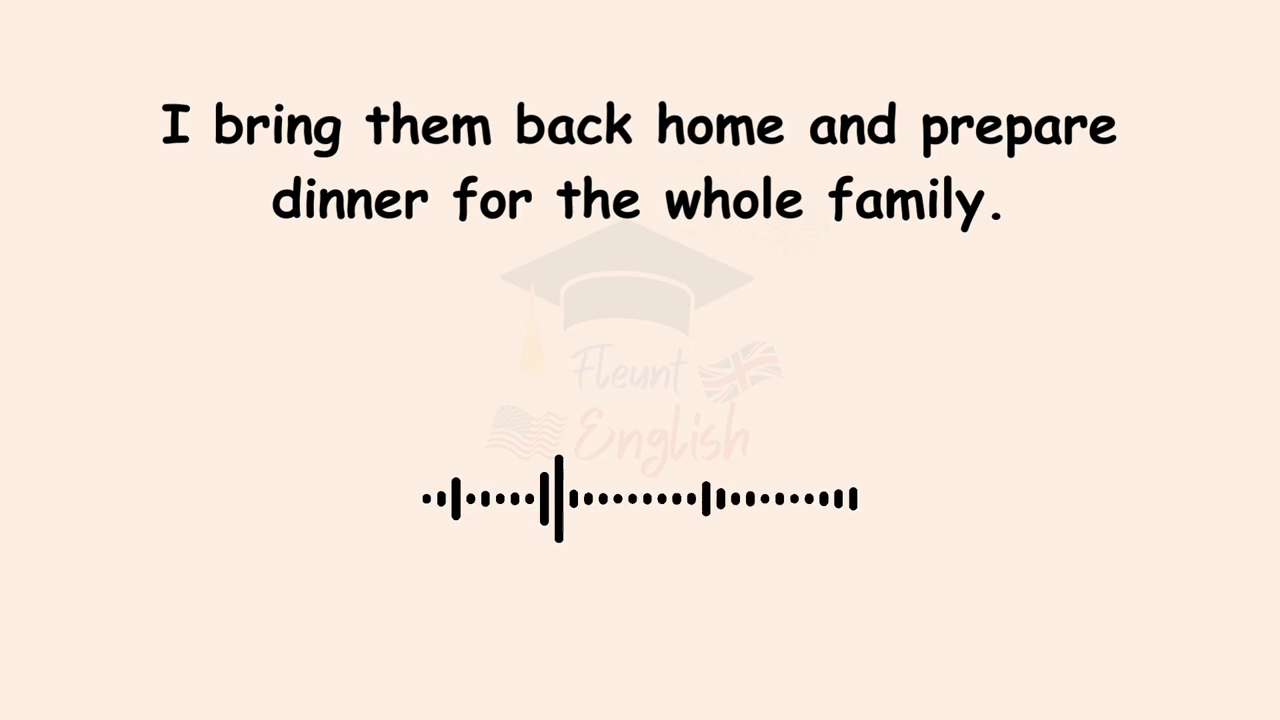 I bring them back home and prepare
dinner for the whole family.
Fleunt
English